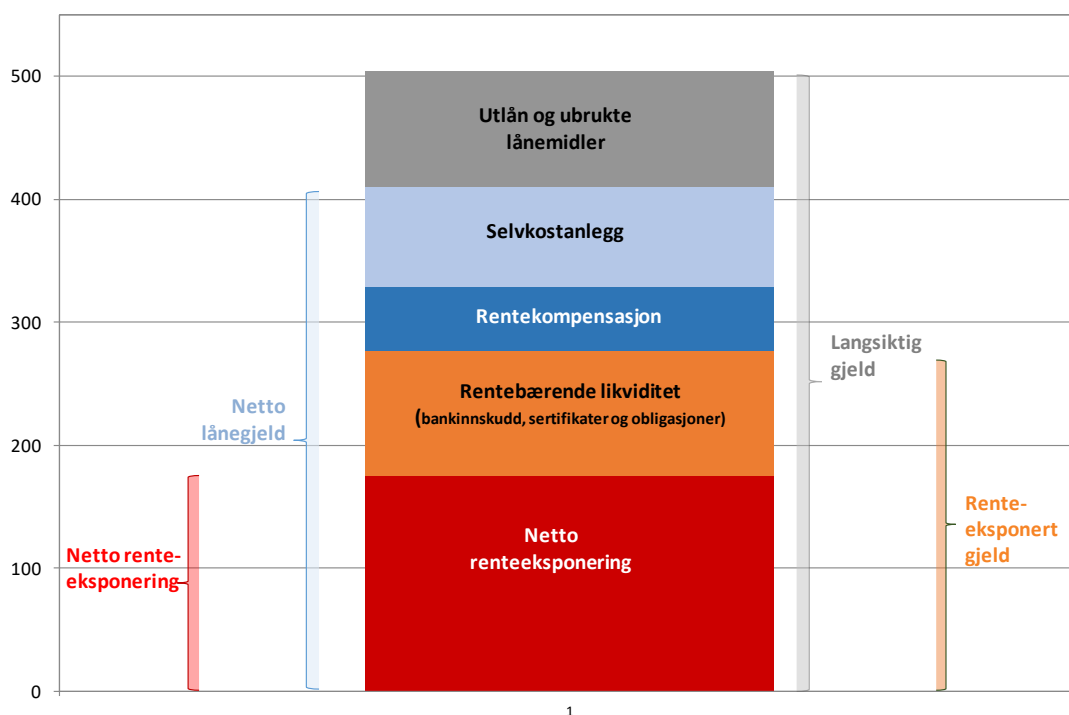 500
400
300
200
100
0
Utlån og ubrukte
lånemidler
Selvkostanlegg
Rentekompensasjon
Rentebærende likviditet
(bankinnskudd, sertifikater og obligasjoner)
Netto
renteeksponering
Netto
lånegjeld
Netto rente-
eksponering
Langsiktig
gjeld
Rente-
eksponert
gjeld
1